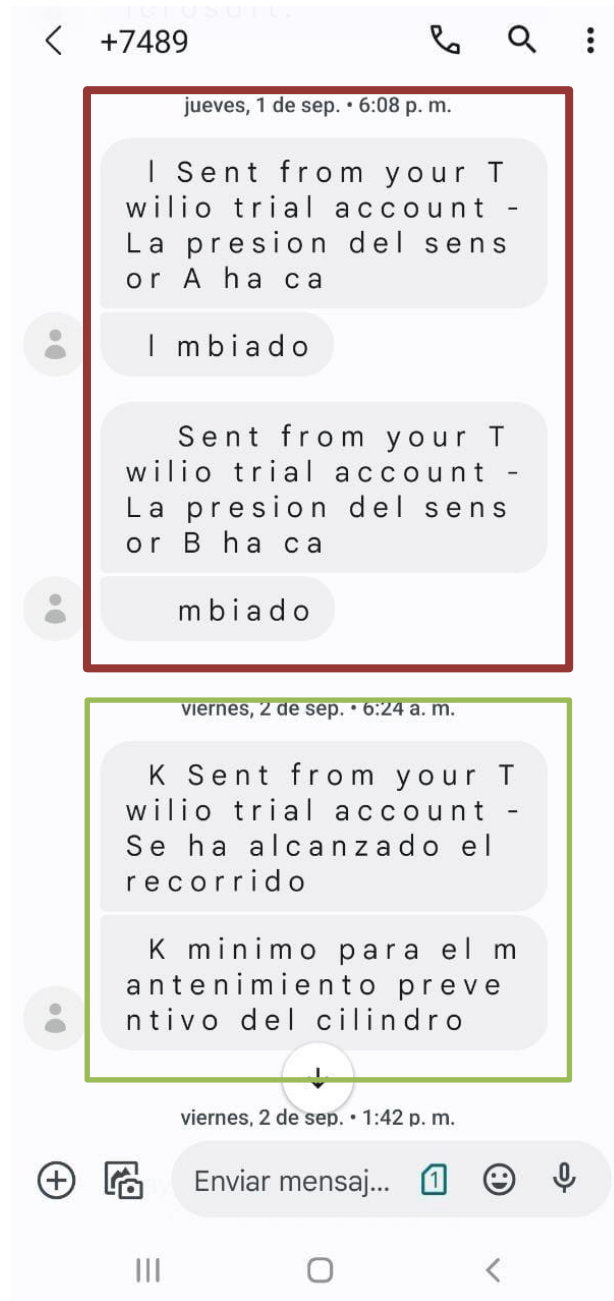 +7489
jueves, 1 de sep. • 6:08 p. m.
l Sent from your T
wilio trial account -
La presion del sens
or A ha ca
l mbiado
Sent from your T
wilio trial account -
La presion del sens
or B ha ca
mbiado
viernes, 2 de sep. • 6:24 a. m.
K Sent from your T
wilio trial account -
Se ha alcanzado el
recorrido
K minimo para el m
antenimiento preve
ntivo del cilindro
viernes, 2 de sep. • 1:42 p. m.
Enviar mensaj... 1